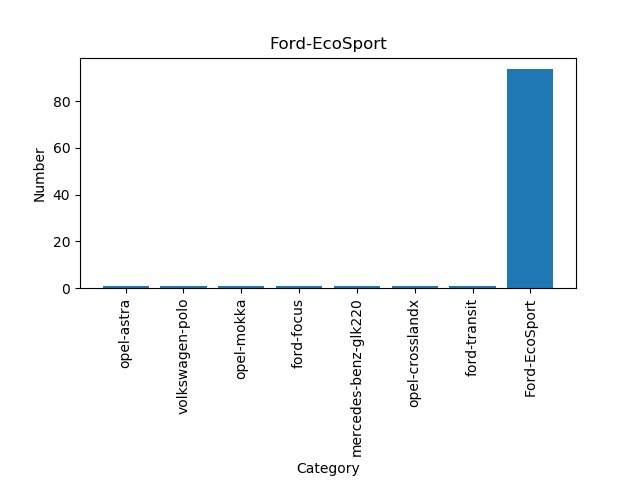 Ford-EcoSport
Number
80
60
40
20
0
opel-astra
volkswagen-polo
opel-mokka
ford-focus
mercedes-benz-glk220
opel-crosslandx
ford-transit
Ford-EcoSport
Category